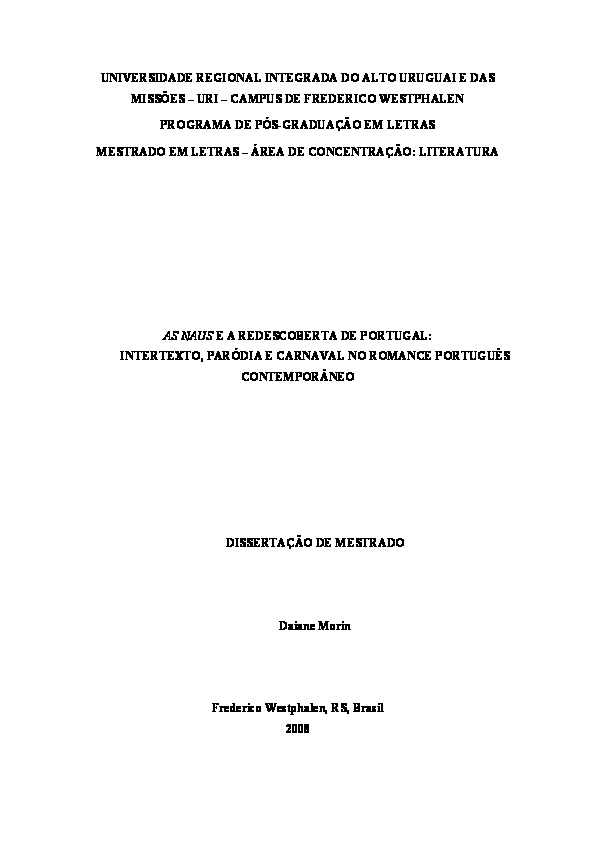 UNIVERSIDADE REGIONAL INTEGRADA DO ALTO URUGUAI E DAS
MISSÕES – URI – CAMPUS DE FREDERICO WESTPHALEN
PROGRAMA DE PÓS-GRADUAÇÃO EM LETRAS
MESTRADO EM LETRAS – ÁREA DE CONCENTRAÇÃO: LITERATURA
AS NAUS E A REDESCOBERTA DE PORTUGAL:
INTERTEXTO, PARÓDIA E CARNAVAL NO ROMANCE PORTUGUÊS
CONTEMPORÂNEO
DISSERTAÇÃO DE MESTRADO
Daiane Morin
Frederico Westphalen, RS, Brasil
2008